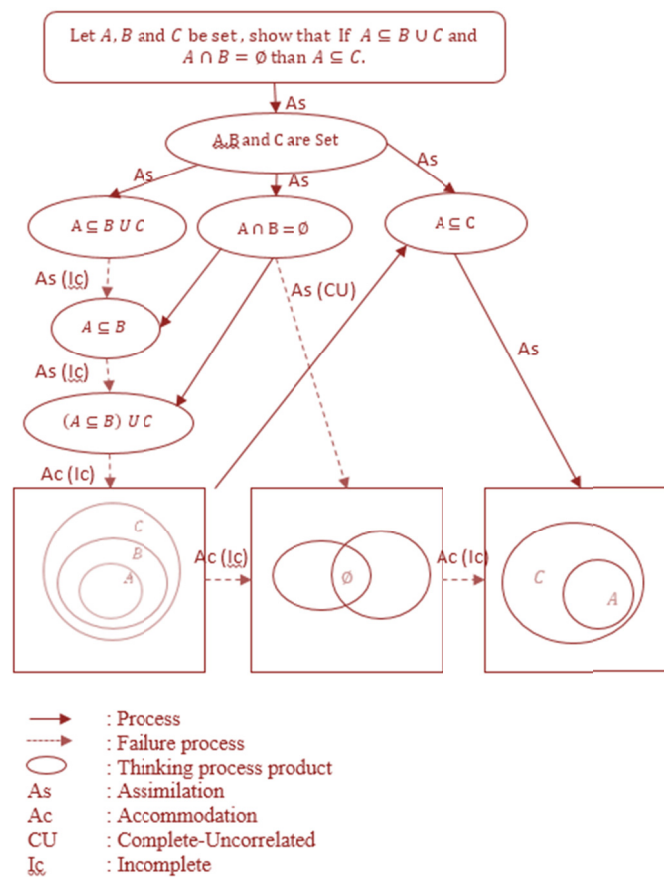 Let A, B and C be set , show that If A ⊆ B ∪ C and
A ∩ B = ∅ than A ⊆ C.
As
A,B and C are Set
As
As
As
A ⊆ B U C
A ∩ B = ∅
A ⊆ C
As (Ic)
As (CU)
A ⊆ B
As
As (Ic)
(A ⊆ B) U C
Ac (Ic)
C
B
A
Ac (Ic)
∅
Ac (Ic)
C
A
: Process
: Failure process
: Thinking process product
As : Assimilation
Ac : Accommodation
CU : Complete-Uncorrelated
Ic : Incomplete